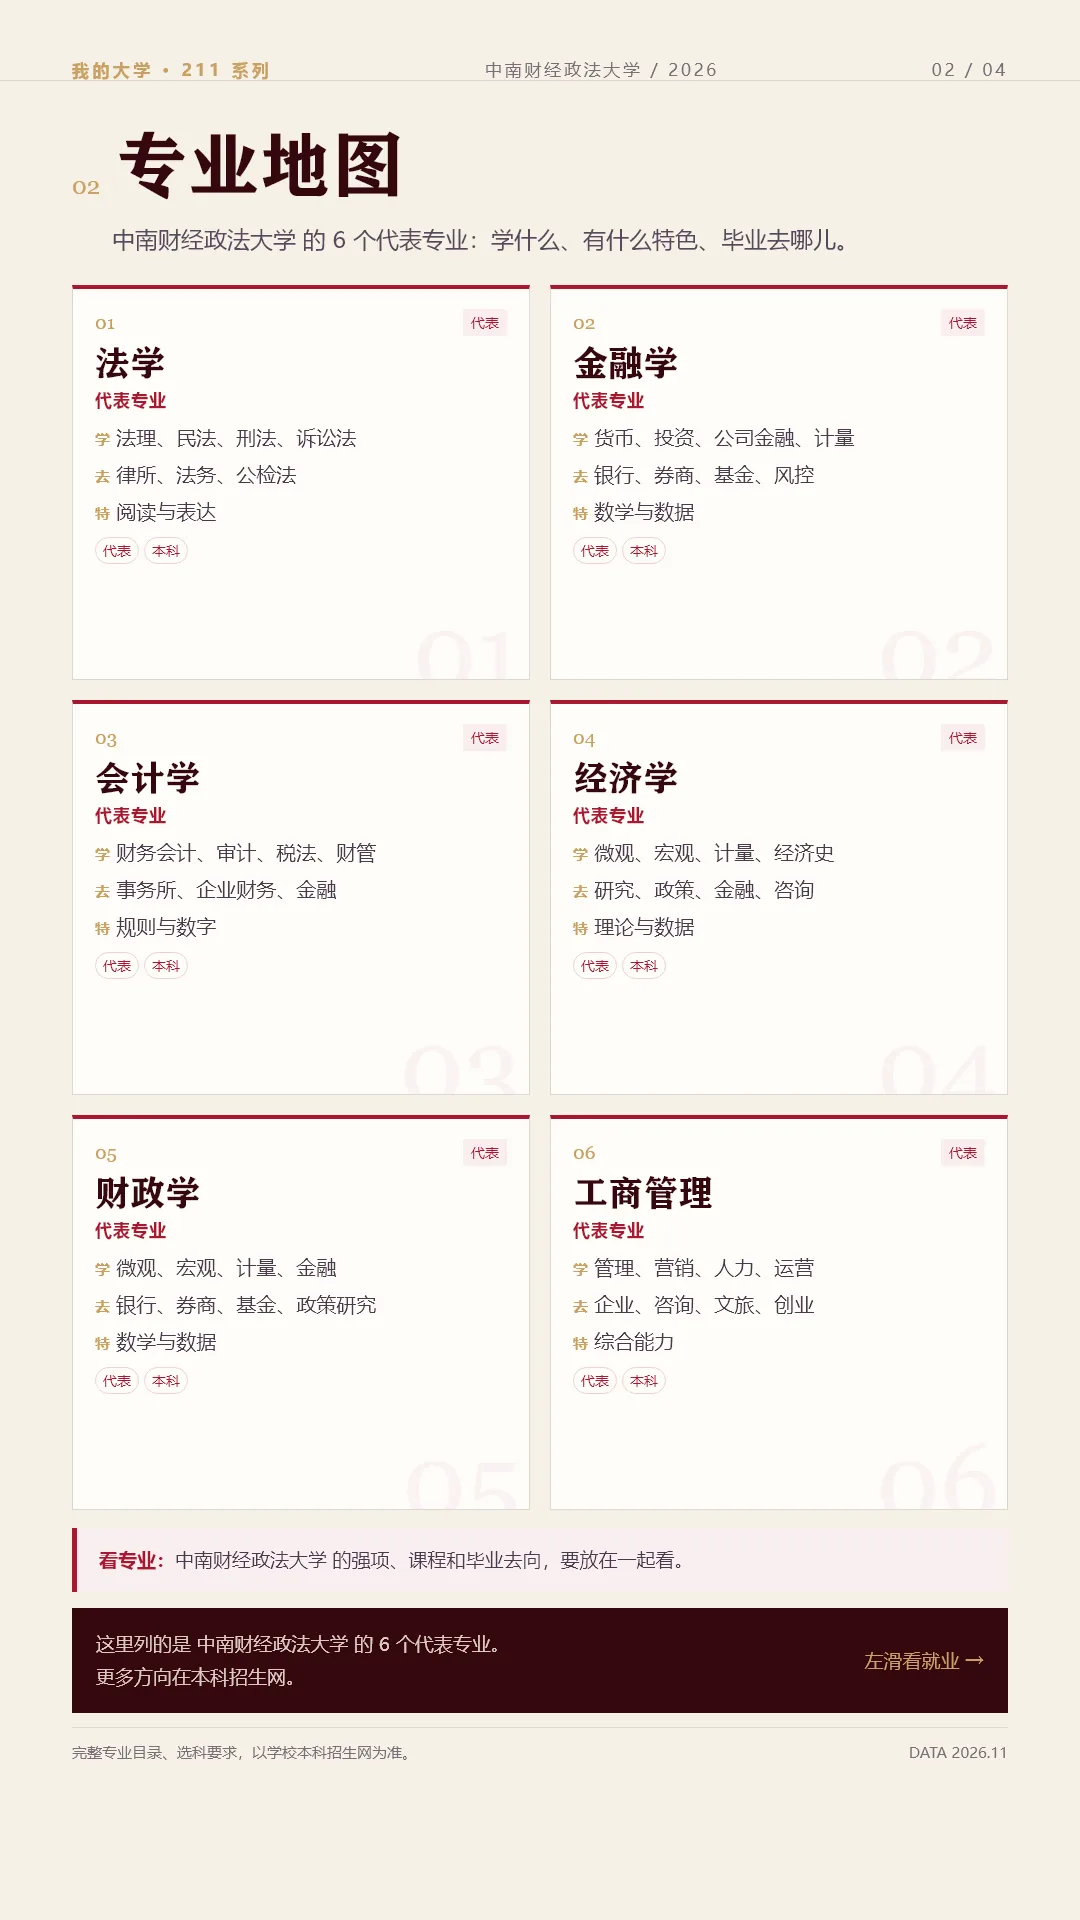 我的大学 · 211 系列
中南财经政法大学 / 2026
02 / 04
02 专业地图
中南财经政法大学 的 6 个代表专业：学什么、有什么特色、毕业去哪儿。
01
代表
法学
代表专业
学 法理、民法、刑法、诉讼法
去 律所、法务、公检法
特 阅读与表达
代表 本科
01
02
代表
金融学
代表专业
学 货币、投资、公司金融、计量
去 银行、券商、基金、风控
特 数学与数据
代表 本科
02
03
代表
会计学
代表专业
学 财务会计、审计、税法、财管
去 事务所、企业财务、金融
特 规则与数字
代表 本科
03
04
代表
经济学
代表专业
学 微观、宏观、计量、经济史
去 研究、政策、金融、咨询
特 理论与数据
代表 本科
04
05
代表
财政学
代表专业
学 微观、宏观、计量、金融
去 银行、券商、基金、政策研究
特 数学与数据
代表 本科
05
06
代表
工商管理
代表专业
学 管理、营销、人力、运营
去 企业、咨询、文旅、创业
特 综合能力
代表 本科
06
看专业：中南财经政法大学 的强项、课程和毕业去向，要放在一起看。
这里列的是 中南财经政法大学 的 6 个代表专业。
更多方向在本科招生网。
左滑看就业 →
完整专业目录、选科要求，以学校本科招生网为准。
DATA 2026.11